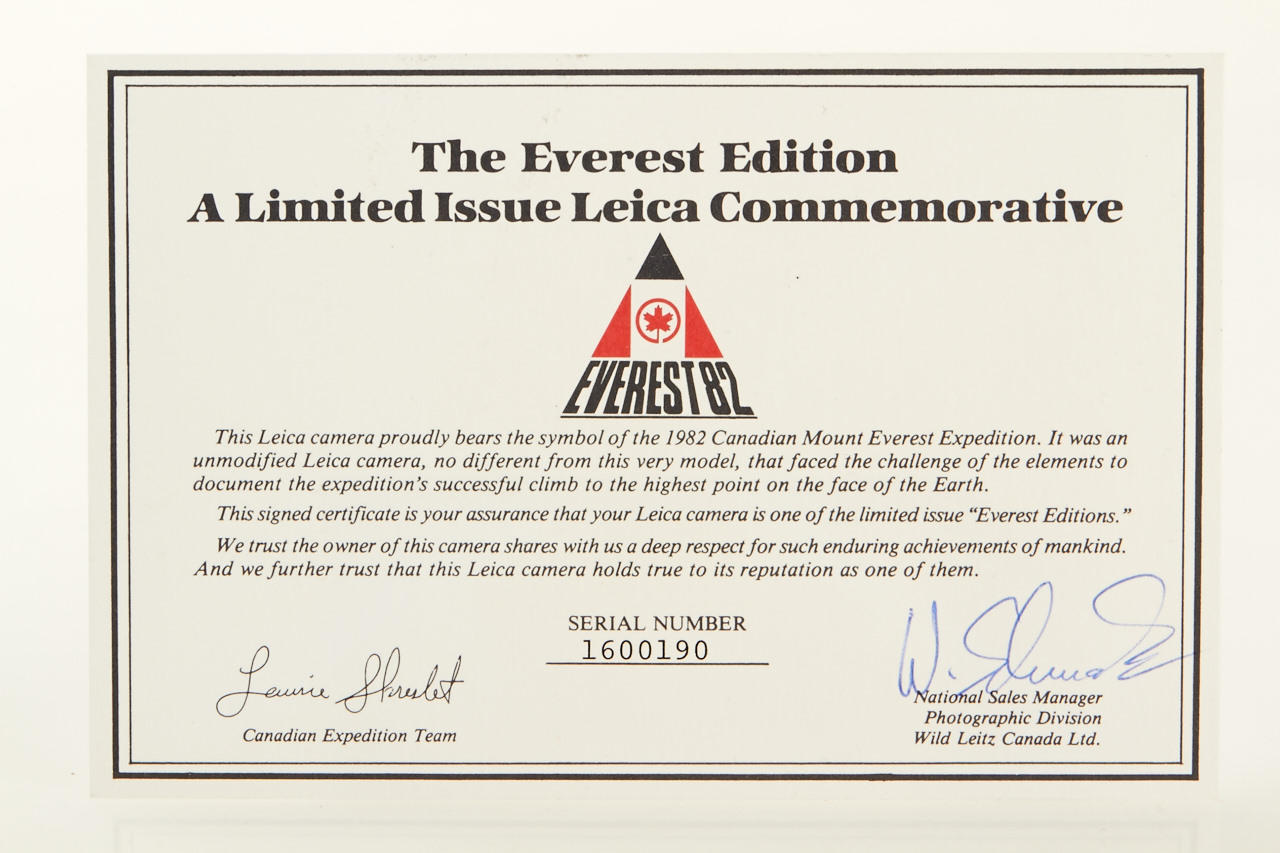 The Everest Edition
A Limited Issue Leica Commemorative
EVEREST 82
This Leica camera proudly bears the symbol of the 1982 Canadian Mount Everest Expedition. It was an
unmodified Leica camera, no different from this very model, that faced the challenge of the elements to
document the expedition's successful climb to the highest point on the face of the Earth.
This signed certificate is your assurance that your Leica camera is one of the limited issue “Everest Editions.”
We trust the owner of this camera shares with us a deep respect for such enduring achievements of mankind.
And we further trust that this Leica camera holds true to its reputation as one of them.
SERIAL NUMBER
1600190
Laurie Skreslet
Canadian Expedition Team
W.
National Sales Manager
Photographic Division
Wild Leitz Canada Ltd.